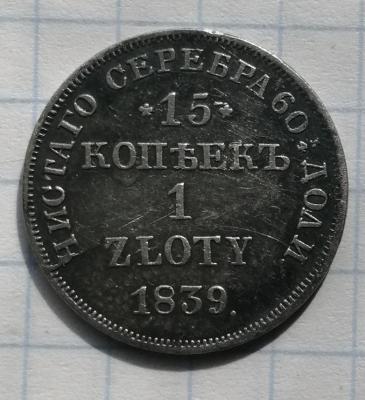 ЧИСТАГО СЕРЕБРА 60. ДОЛИ
*15*
КОПѢЕКЪ
1
ZŁOTY
1839.